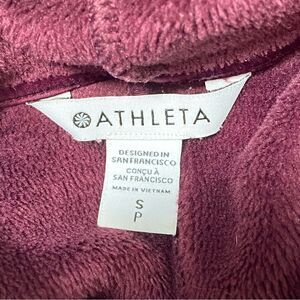 ATHLETA
DESIGNED IN
SAN FRANCISCO
CONÇU À
SAN FRANCISCO
MADE IN VIETNAM
S
P